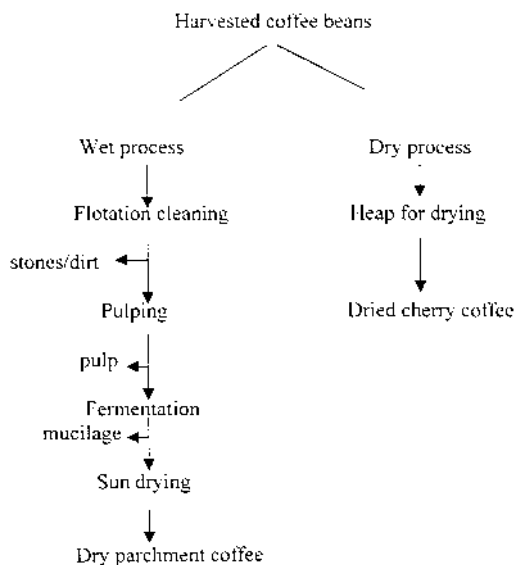 Harvested coffee beans
Wet process
Dry process
Flotation cleaning
Heap for drying
stones/dirt
Pulping
Dried cherry coffee
pulp
Fermentation
mucilage
Sun drying
Dry parchment coffee